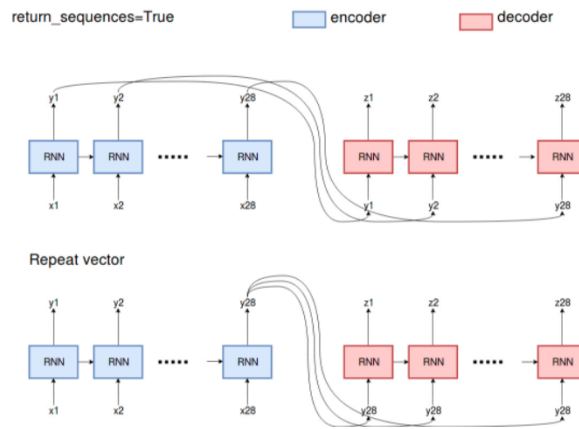 return_sequences=True encoder decoder
y1 y2 y28 z1 z2 z28
RNN RNN ..... RNN RNN RNN ..... RNN
x1 x2 x28 y1 y2 y28
Repeat vector
y1 y2 y28 z1 z2 z28
RNN RNN ..... RNN RNN RNN ..... RNN
x1 x2 x28 y28 y28 y28